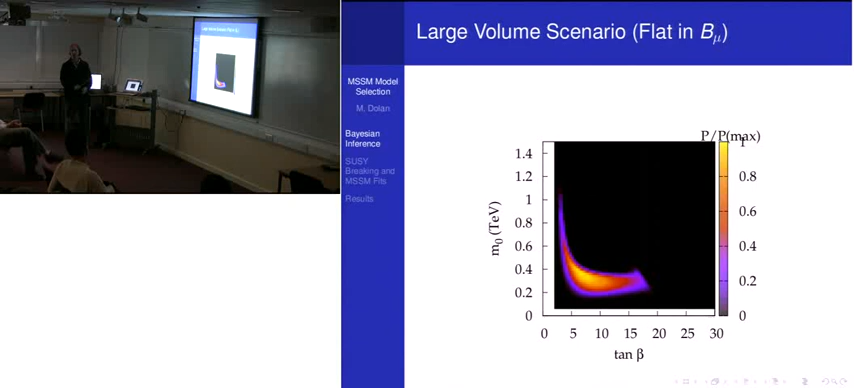 Large Volume Scenario (Flat in Bμ)
MSSM Model
Selection
M. Dolan
Bayesian
Inference
SUSY
Breaking and
MSSM Fits
Results
P/P(max)
1.4
1.2
1
0.8
0.6
0.4
0.2
0
m0 (TeV)
0 5 10 15 20 25 30
tan β
1
0.8
0.6
0.4
0.2
0